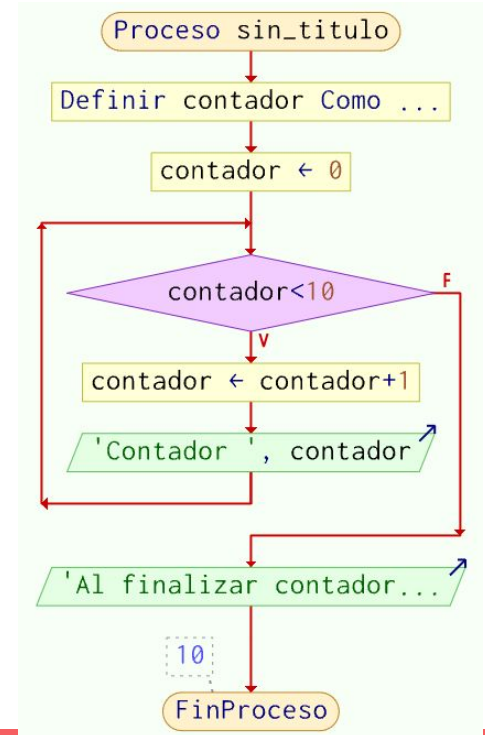 Proceso sin_titulo
Definir contador Como ...
contador ← 0
contador<10
F
V
contador ← contador+1
'Contador ', contador
'Al finalizar contador...
10
FinProceso